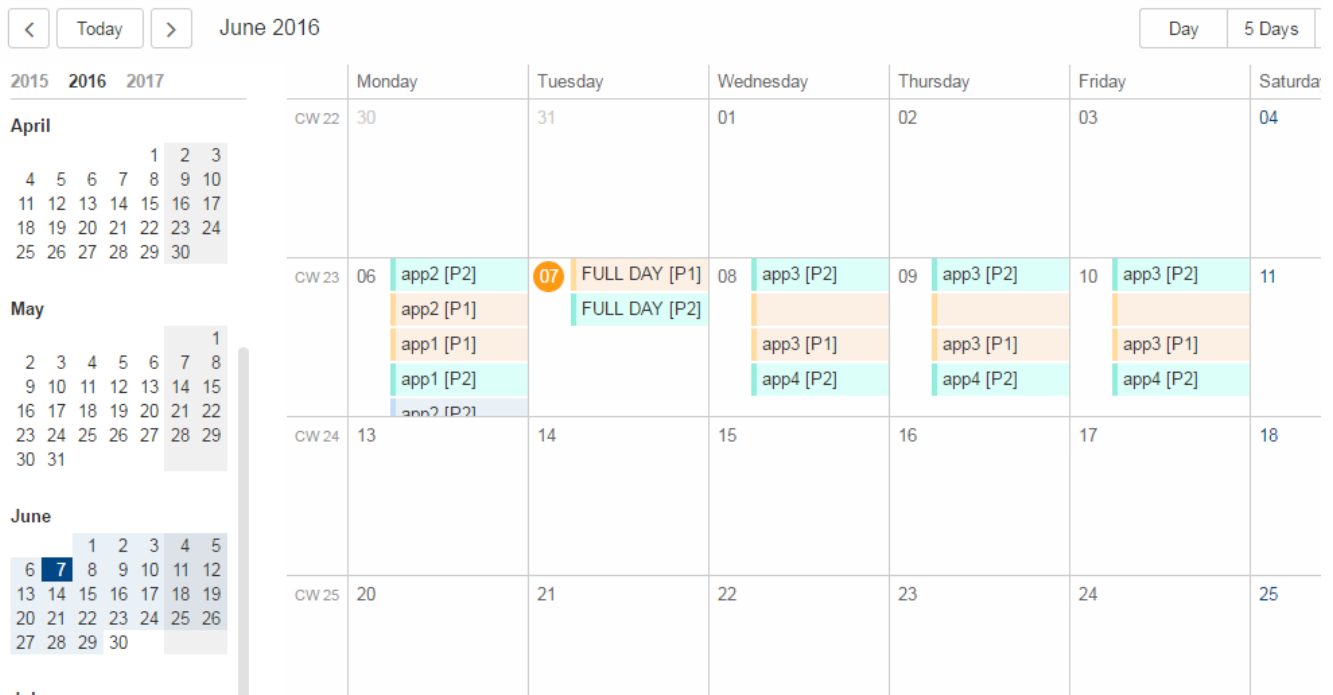 Today June 2016 Day 5 Days
2015 2016 2017
April
1 2 3
4 5 6 7 8 9 10
11 12 13 14 15 16 17
18 19 20 21 22 23 24
25 26 27 28 29 30
May
1
2 3 4 5 6 7 8
9 10 11 12 13 14 15
16 17 18 19 20 21 22
23 24 25 26 27 28 29
30 31
June
1 2 3 4 5
6 7 8 9 10 11 12
13 14 15 16 17 18 19
20 21 22 23 24 25 26
27 28 29 30
Monday Tuesday Wednesday Thursday Friday Saturda
CW 22 30 31 01 02 03 04
CW 23 06 app2 [P2] 07 FULL DAY [P1] 08 app3 [P2] 09 app3 [P2] 10 app3 [P2] 11
app2 [P1] FULL DAY [P2]
app1 [P1] app3 [P1] app3 [P1] app3 [P1]
app1 [P2] app4 [P2] app4 [P2] app4 [P2]
app2 [P2]
CW 24 13 14 15 16 17 18
CW 25 20 21 22 23 24 25